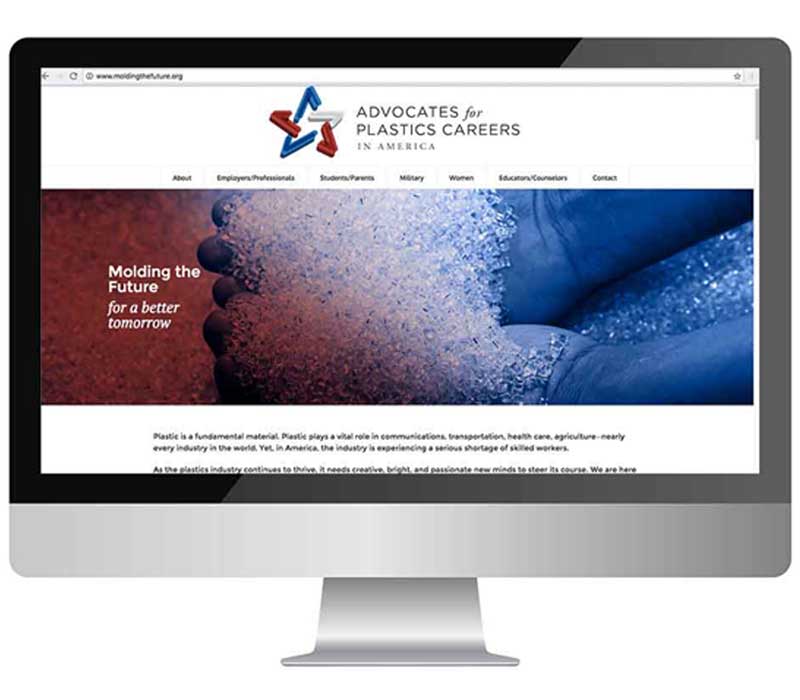 www.moldingthefuture.org
ADVOCATES for
PLASTICS CAREERS
IN AMERICA
About Employers/Professionals Students/Parents Military Women Educators/Counselors Contact
Molding the
Future
for a better
tomorrow
Plastic is a fundamental material. Plastic plays a vital role in communications, transportation, health care, agriculture–nearly
every industry in the world. Yet, in America, the industry is experiencing a serious shortage of skilled workers.
As the plastics industry continues to thrive, it needs creative, bright, and passionate new minds to steer its course. We are here